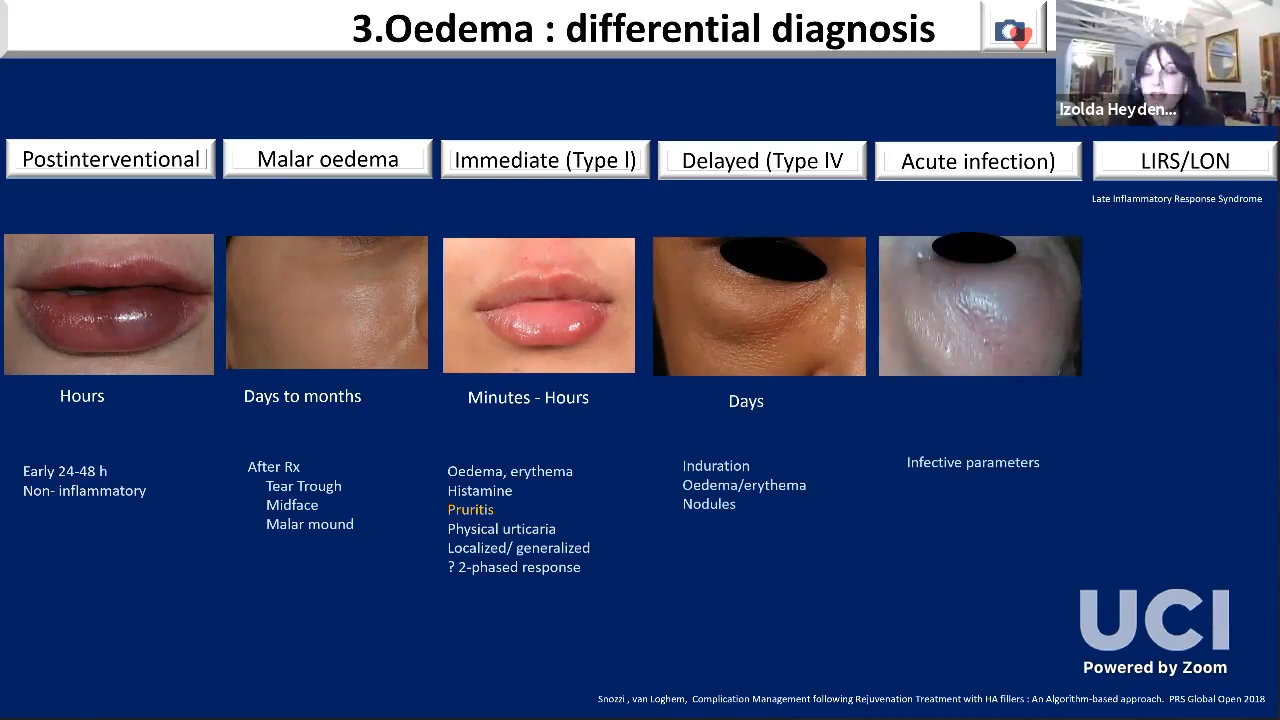 3.Oedema : differential diagnosis
Izolda Heyden...
Postinterventional
Malar oedema
Immediate (Type l)
Delayed (Type lV
Acute infection)
LIRS/LON
Late Inflammatory Response Syndrome
Hours
Days to months
Minutes - Hours
Days
Early 24-48 h
Non- inflammatory
After Rx
Tear Trough
Midface
Malar mound
Oedema, erythema
Histamine
Pruritis
Physical urticaria
Localized/ generalized
? 2-phased response
Induration
Oedema/erythema
Nodules
Infective parameters
UCI
Powered by Zoom
Snozzi , van Loghem, Complication Management following Rejuvenation Treatment with HA fillers : An Algorithm-based approach. PRS Global Open 2018